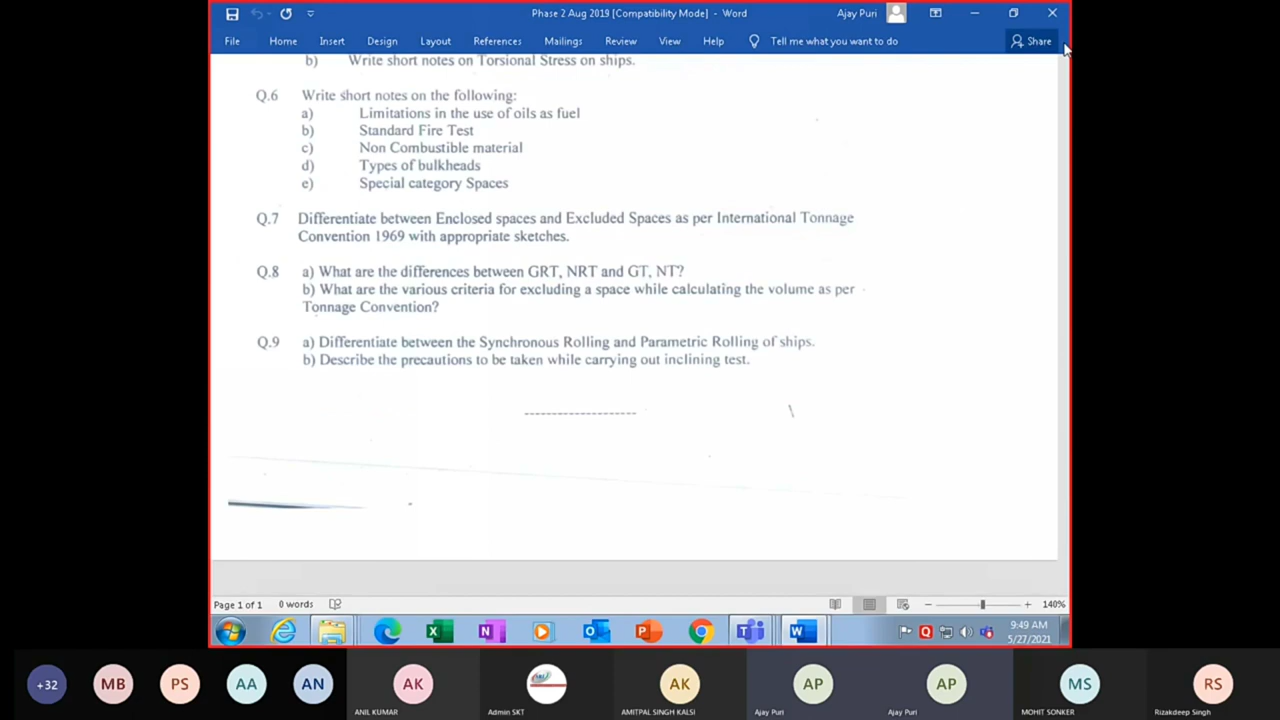 Phase 2 Aug 2019 [Compatibility Mode] - Word
Ajay Puri
File Home Insert Design Layout References Mailings Review View Help Tell me what you want to do Share
b) Write short notes on Torsional Stress on ships.
Q.6 Write short notes on the following:
a) Limitations in the use of oils as fuel
b) Standard Fire Test
c) Non Combustible material
d) Types of bulkheads
e) Special category Spaces
Q.7 Differentiate between Enclosed spaces and Excluded Spaces as per International Tonnage
Convention 1969 with appropriate sketches.
Q.8 a) What are the differences between GRT, NRT and GT, NT?
b) What are the various criteria for excluding a space while calculating the volume as per
Tonnage Convention?
Q.9 a) Differentiate between the Synchronous Rolling and Parametric Rolling of ships.
b) Describe the precautions to be taken while carrying out inclining test.
Page 1 of 1 0 words 140%
9:49 AM
5/27/2021
+32 MB PS AA AN AK AK AP AP MS RS
ANIL KUMAR Admin SKT AMITPAL SINGH KALSI Ajay Puri Ajay Puri MOHIT SONKER Rizakdeep Singh